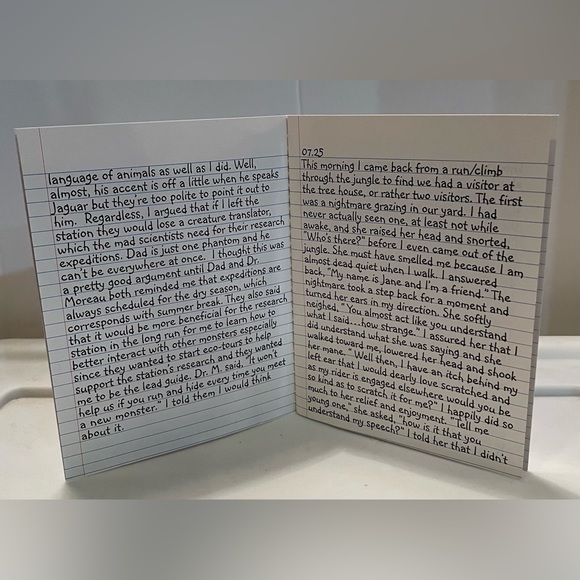 language of animals as well as I did. Well,
almost, his accent is off a little when he speaks
jaguar but they're too polite to point it out to
him. Regardless, I argued that if I left the
station they would lose a creature translator,
which the mad scientists need for their research
expeditions. Dad is just one phantom and he
can't be everywhere at once. I thought this was
a pretty good argument until Dad and Dr.
Moreau both reminded me that expeditions are
always scheduled for the dry season, which
corresponds with summer break. They also said
that it would be more beneficial for the research
station in the long run for me to learn how to
better interact with other monsters especially
since they wanted to start eco-tours to help
support the station's research and they wanted
me to be the lead guide. Dr. M. said, "It won't
help us if you run and hide every time you meet
a new monster." I told them I would think
about it.
07.25
This morning I came back from a run/climb
through the jungle to find we had a visitor at
the tree house, or rather two visitors. The first
was a nightmare grazing in our yard. I had
never actually seen one, at least not while
awake, and she raised her head and snorted,
"Who's there?" before I even came out of the
jungle. She must have smelled me because I am
almost dead quiet when I walk. I answered
back, "My name is Jane and I'm a friend." The
nightmare took a step back for a moment and
turned her ears in my direction. She softly
neighed, "You almost act like you understand
what I said...how strange." I assured her that I
did understand what she was saying and she
walked toward me, lowered her head and shook
her mane. "Well then, I have an itch behind my
left ear that I would dearly love scratched and
as my rider is engaged elsewhere would you be
so kind as to scratch it for me?" I happily did so
much to her relief and enjoyment. "Tell me
young one," she asked, "how is it that you
understand my speech?" I told her that I didn't